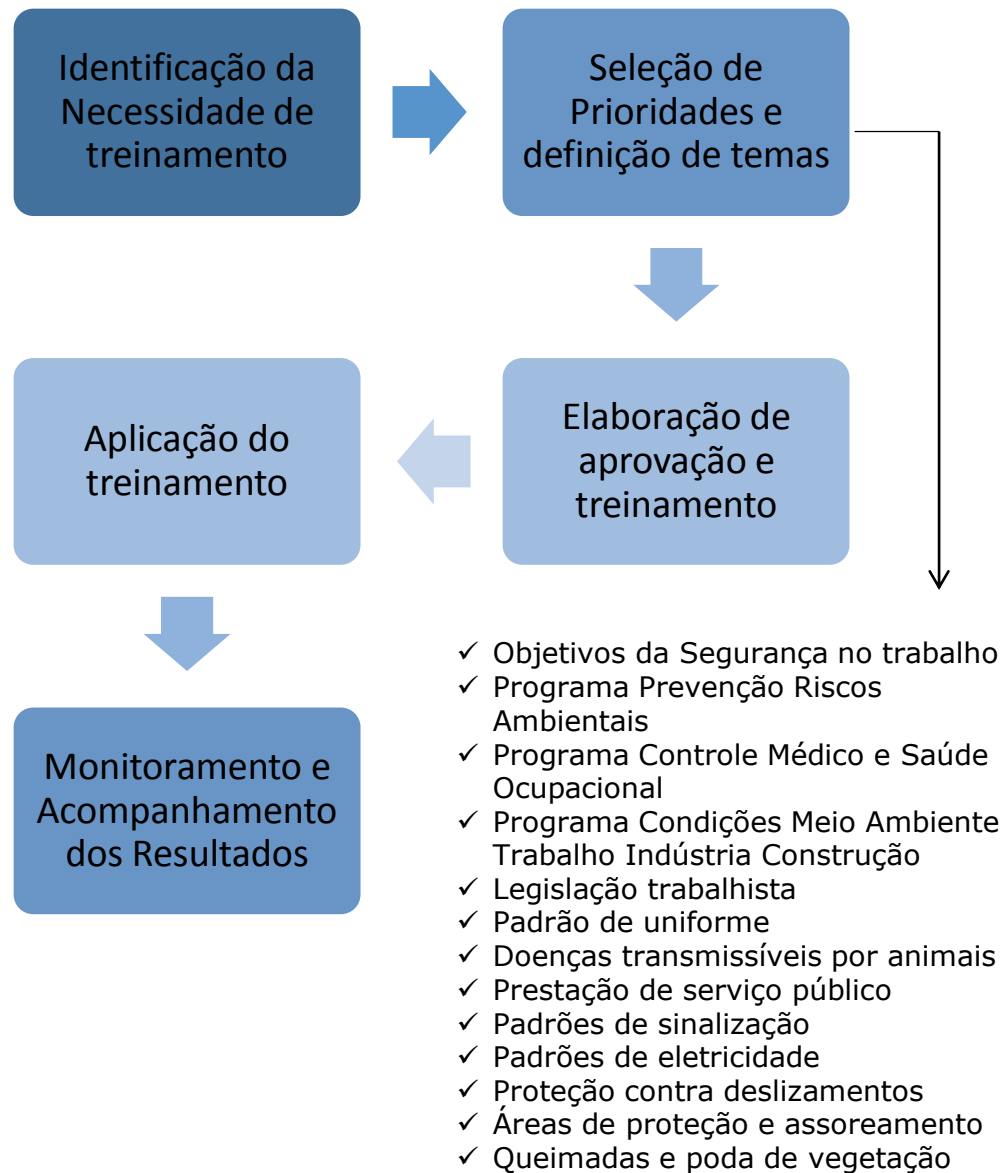 Identificação da
Necessidade de
treinamento
Seleção de
Prioridades e
definição de temas
Elaboração de
aprovação e
treinamento
Aplicação do
treinamento
Monitoramento e
Acompanhamento
dos Resultados
✓ Objetivos da Segurança no trabalho
✓ Programa Prevenção Riscos
Ambientais
✓ Programa Controle Médico e Saúde
Ocupacional
✓ Programa Condições Meio Ambiente
Trabalho Indústria Construção
✓ Legislação trabalhista
✓ Padrão de uniforme
✓ Doenças transmissíveis por animais
✓ Prestação de serviço público
✓ Padrões de sinalização
✓ Padrões de eletricidade
✓ Proteção contra deslizamentos
✓ Áreas de proteção e assoreamento
✓ Queimadas e poda de vegetação